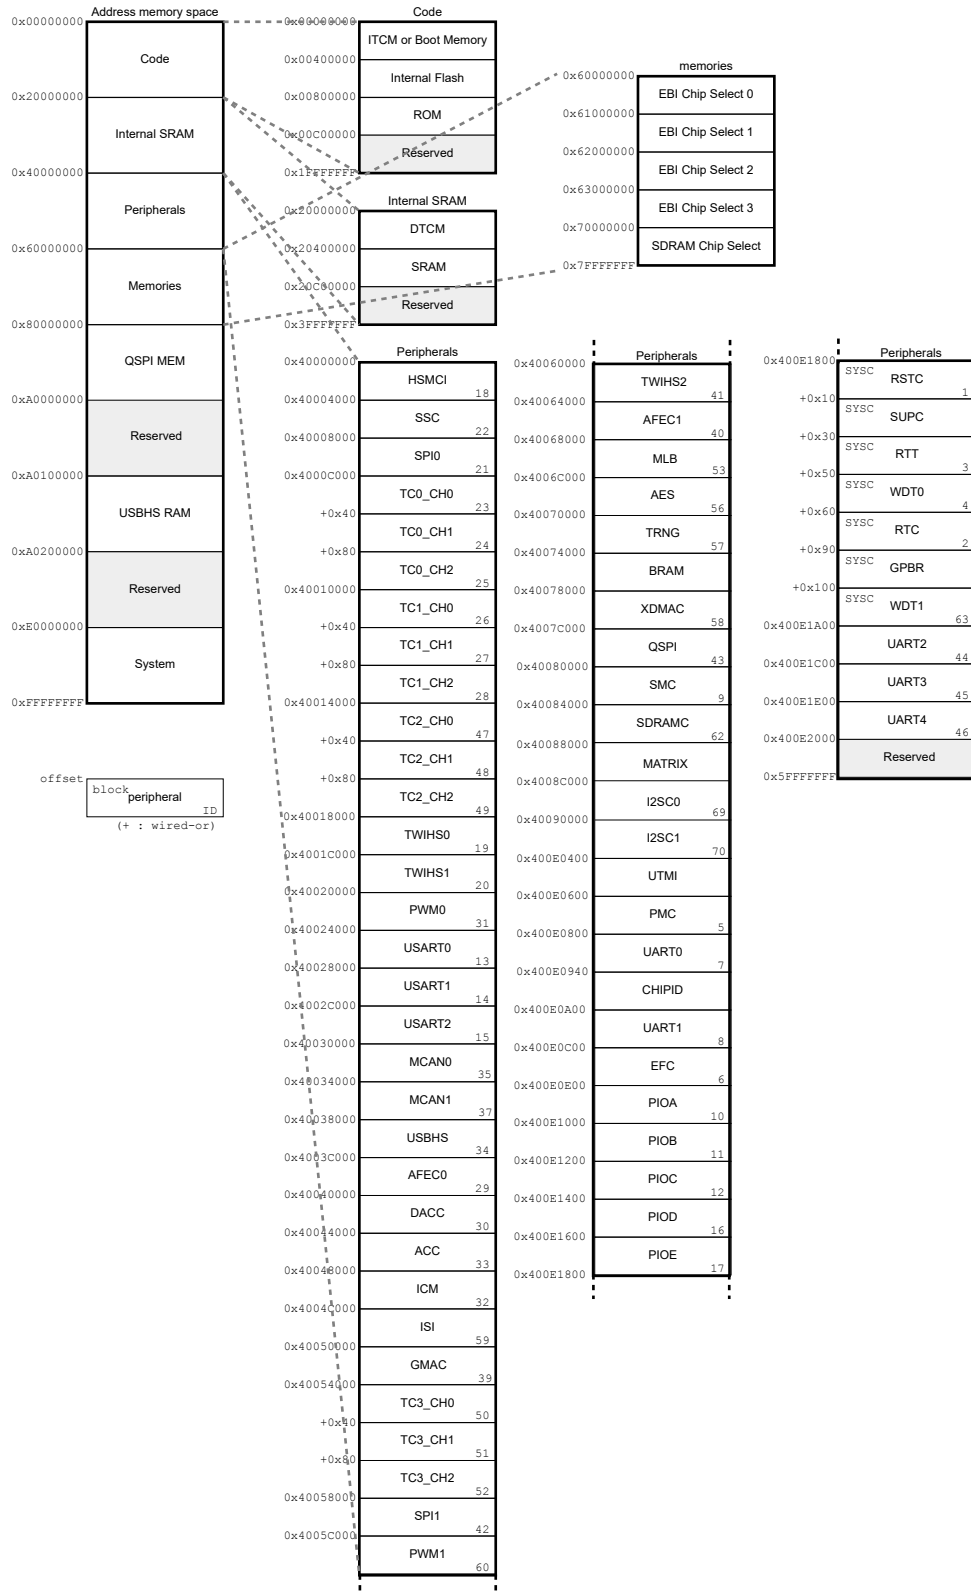 Address memory space
0x00000000
Code
0x20000000
Internal SRAM
0x40000000
Peripherals
0x60000000
Memories
0x80000000
QSPI MEM
0xA0000000
Reserved
0xA0100000
USBHS RAM
0xA0200000
Reserved
0xE0000000
System
0xFFFFFFFF
offset
block
peripheral
ID
(+ : wired-or)
Code
0x00000000
ITCM or Boot Memory
0x00400000
Internal Flash
0x00800000
ROM
0x00C00000
Reserved
0x1FFFFFFF
Internal SRAM
0x20000000
DTCM
0x20400000
SRAM
0x20C00000
Reserved
0x3FFFFFFF
Peripherals
0x40000000
HSMCI
18
0x40004000
SSC
22
0x40008000
SPI0
21
0x4000C000
TC0_CH0
23
+0x40
TC0_CH1
24
+0x80
TC0_CH2
25
0x40010000
TC1_CH0
26
+0x40
TC1_CH1
27
+0x80
TC1_CH2
28
0x40014000
TC2_CH0
47
+0x40
TC2_CH1
48
+0x80
TC2_CH2
49
0x40018000
TWIHS0
19
0x4001C000
TWIHS1
20
0x40020000
PWM0
31
0x40024000
USART0
13
0x40028000
USART1
14
0x4002C000
USART2
15
0x40030000
MCAN0
35
0x40034000
MCAN1
37
0x40038000
USBHS
34
0x4003C000
AFEC0
29
0x40040000
DACC
30
0x40044000
ACC
33
0x40048000
ICM
32
0x4004C000
ISI
59
0x40050000
GMAC
39
0x40054000
TC3_CH0
50
+0x40
TC3_CH1
51
+0x80
TC3_CH2
52
0x40058000
SPI1
42
0x4005C000
PWM1
60
memories
0x60000000
EBI Chip Select 0
0x61000000
EBI Chip Select 1
0x62000000
EBI Chip Select 2
0x63000000
EBI Chip Select 3
0x70000000
SDRAM Chip Select
0x7FFFFFFF
Peripherals
0x40060000
TWIHS2
41
0x40064000
AFEC1
40
0x40068000
MLB
53
0x4006C000
AES
56
0x40070000
TRNG
57
0x40074000
BRAM
0x40078000
XDMAC
58
0x4007C000
QSPI
43
0x40080000
SMC
9
0x40084000
SDRAMC
62
0x40088000
MATRIX
0x4008C000
I2SC0
69
0x40090000
I2SC1
70
0x400E0400
UTMI
0x400E0600
PMC
5
0x400E0800
UART0
7
0x400E0940
CHIPID
0x400E0A00
UART1
8
0x400E0C00
EFC
6
0x400E0E00
PIOA
10
0x400E1000
PIOB
11
0x400E1200
PIOC
12
0x400E1400
PIOD
16
0x400E1600
PIOE
17
0x400E1800
Peripherals
0x400E1800
SYSC
RSTC
1
+0x10
SYSC
SUPC
+0x30
SYSC
RTT
3
+0x50
SYSC
WDT0
4
+0x60
SYSC
RTC
2
+0x90
SYSC
GPBR
+0x100
SYSC
WDT1
63
0x400E1A00
UART2
44
0x400E1C00
UART3
45
0x400E1E00
UART4
46
0x400E2000
Reserved
0x5FFFFFFF